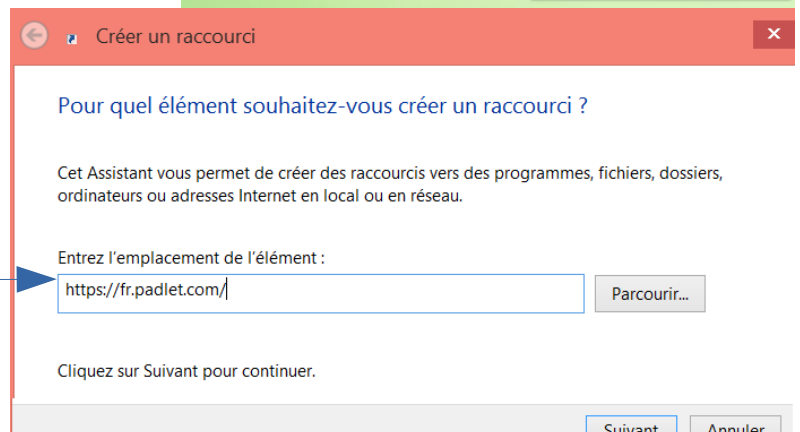 Créer un raccourci
Pour quel élément souhaitez-vous créer un raccourci ?
Cet Assistant vous permet de créer des raccourcis vers des programmes, fichiers, dossiers,
ordinateurs ou adresses Internet en local ou en réseau.
Entrez l'emplacement de l'élément :
https://fr.padlet.com/
Parcourir...
Cliquez sur Suivant pour continuer.
Suivant Annuler